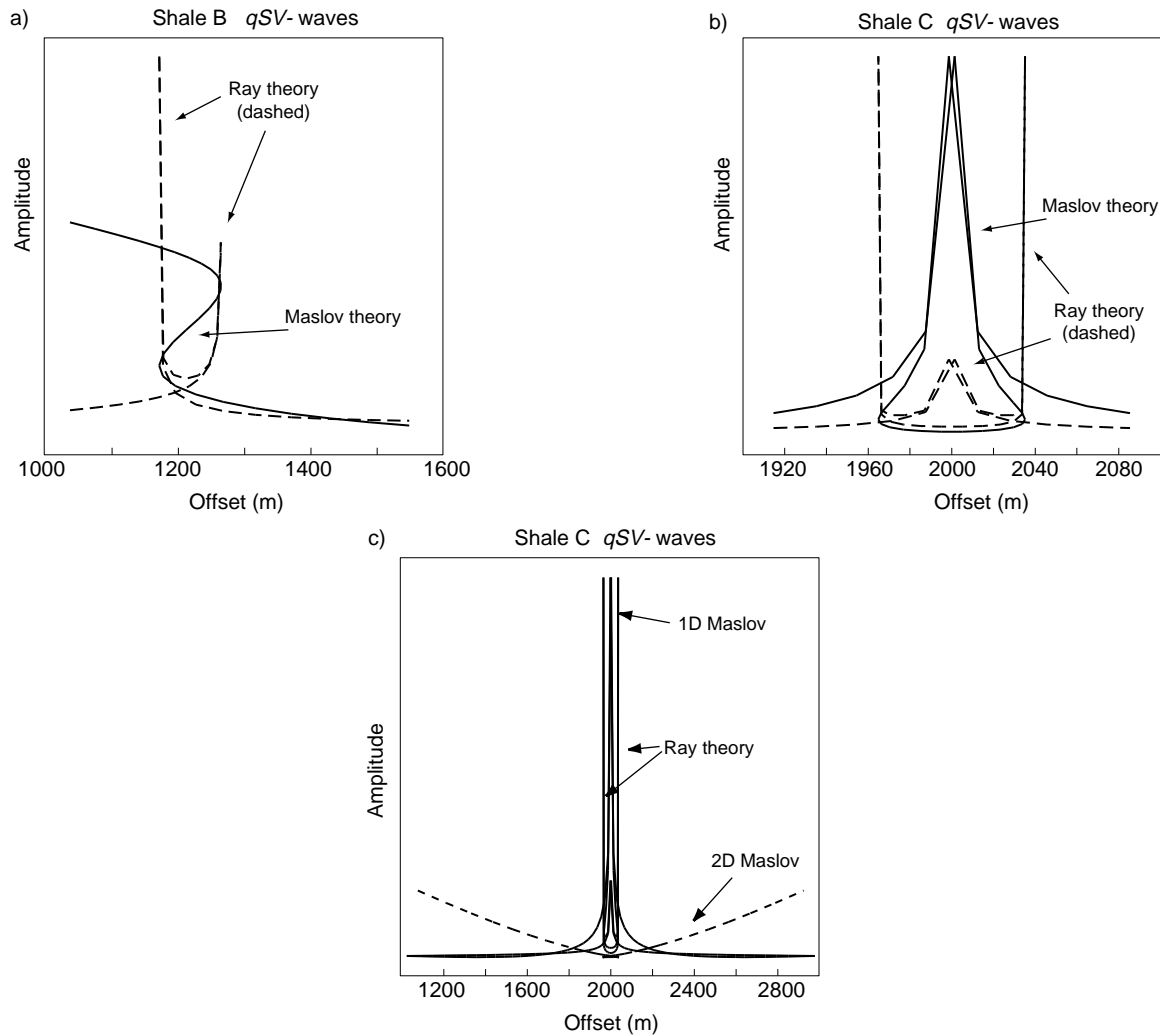 a)
Shale B qSV- waves
Amplitude
Ray theory
(dashed)
Maslov theory
1000 1200 1400 1600
Offset (m)
b)
Shale C qSV- waves
Amplitude
Maslov theory
Ray theory
(dashed)
1920 1960 2000 2040 2080
Offset (m)
c)
Shale C qSV- waves
Amplitude
1D Maslov
Ray theory
2D Maslov
1200 1600 2000 2400 2800
Offset (m)